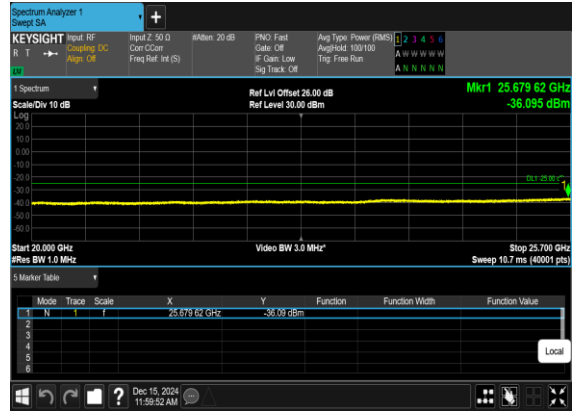 Spectrum Analyzer 1
Swept SA
+
KEYSIGHT Input: RF Input Z: 50 Ω #Atten: 20 dB PNO: Fast Avg Type: Power (RMS) 1 2 3 4 5 6
R T Coupling: DC Corr CCorr Gate: Off Avg|Hold: 100/100 A W W W W W
Align: Off Freq Ref: Int (S) IF Gain: Low Trig: Free Run
Sig Track: Off A N N N N N
1 Spectrum Ref Lvl Offset 26.00 dB Mkr1 25.679 62 GHz
Scale/Div 10 dB Ref Level 30.00 dBm -36.095 dBm
Log
20.0
10.0
0.00
-10.0
-20.0
DL1 -25.00
-30.0
1
-40.0
-50.0
-60.0
Start 20.000 GHz Video BW 3.0 MHz* Stop 25.700 GHz
#Res BW 1.0 MHz Sweep 10.7 ms (40001 pts)
5 Marker Table
Mode Trace Scale X Y Function Function Width Function Value
1 N 1 f 25.679 62 GHz -36.09 dBm
2
3
4
5
6
Local
? Dec 15, 2024
11:59:52 AM